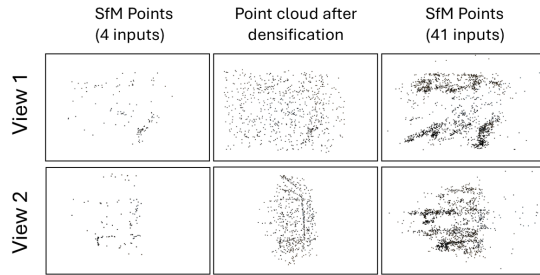 SfM Points
(4 inputs)
Point cloud after
densification
SfM Points
(41 inputs)
View 1
View 2